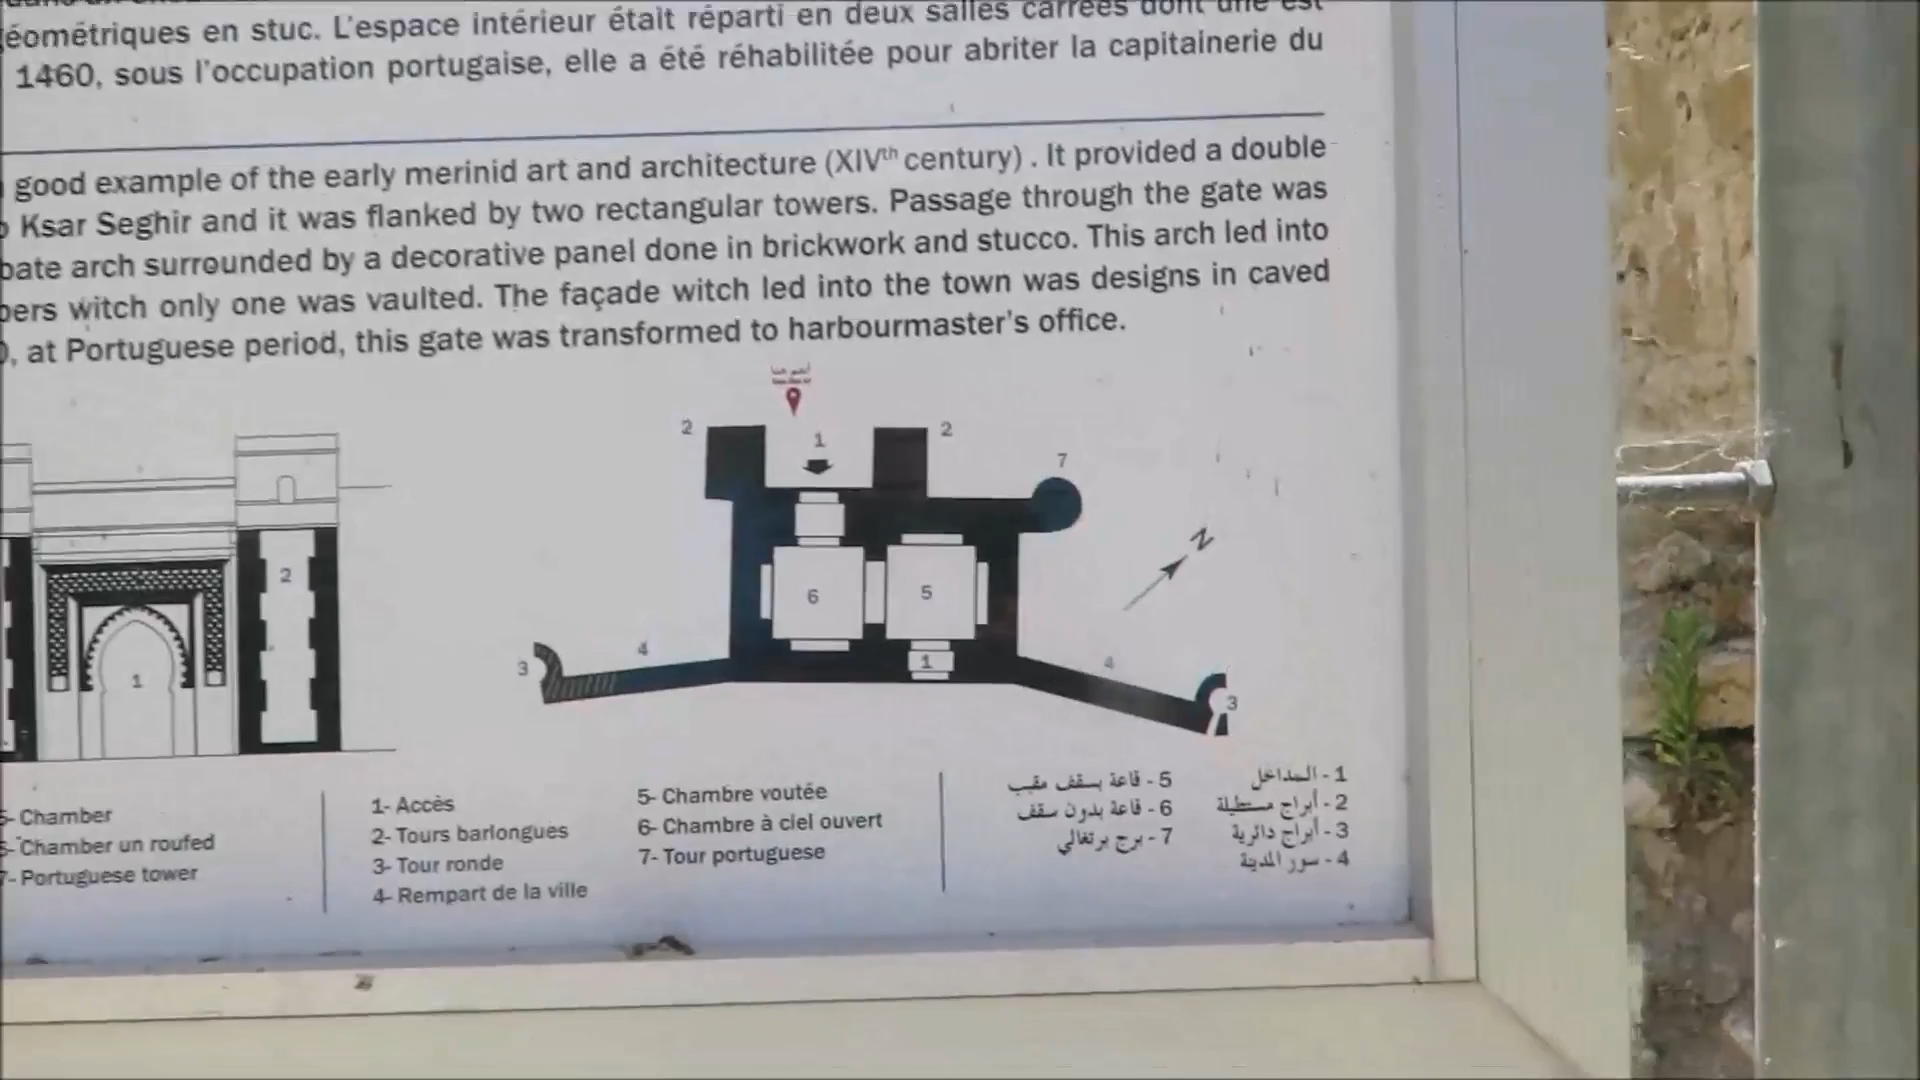 géométriques en stuc. L'espace intérieur était réparti en deux salles carrées dont une est
1460, sous l'occupation portugaise, elle a été réhabilitée pour abriter la capitainerie du
good example of the early merinid art and architecture (XIVth century) . It provided a double
Ksar Seghir and it was flanked by two rectangular towers. Passage through the gate was
bate arch surrounded by a decorative panel done in brickwork and stucco. This arch led into
bers witch only one was vaulted. The façade witch led into the town was designs in caved
, at Portuguese period, this gate was transformed to harbourmaster's office.
أنتم هنا
2
1
2
7
N
2
1
6
5
3
4
1
4
3
5- Chamber
6- Chamber un roufed
7- Portuguese tower
1- Accès
2- Tours barlongues
3- Tour ronde
4- Rempart de la ville
5- Chambre voutée
6- Chambre à ciel ouvert
7- Tour portuguese
1 - المداخل
2 - أبراج مستطيلة
3 - أبراج دائرية
4 - سور المدية
5 - قاعة بسقف مقبب
6 - قاعة بدون سقف
7 - برج برتغالي